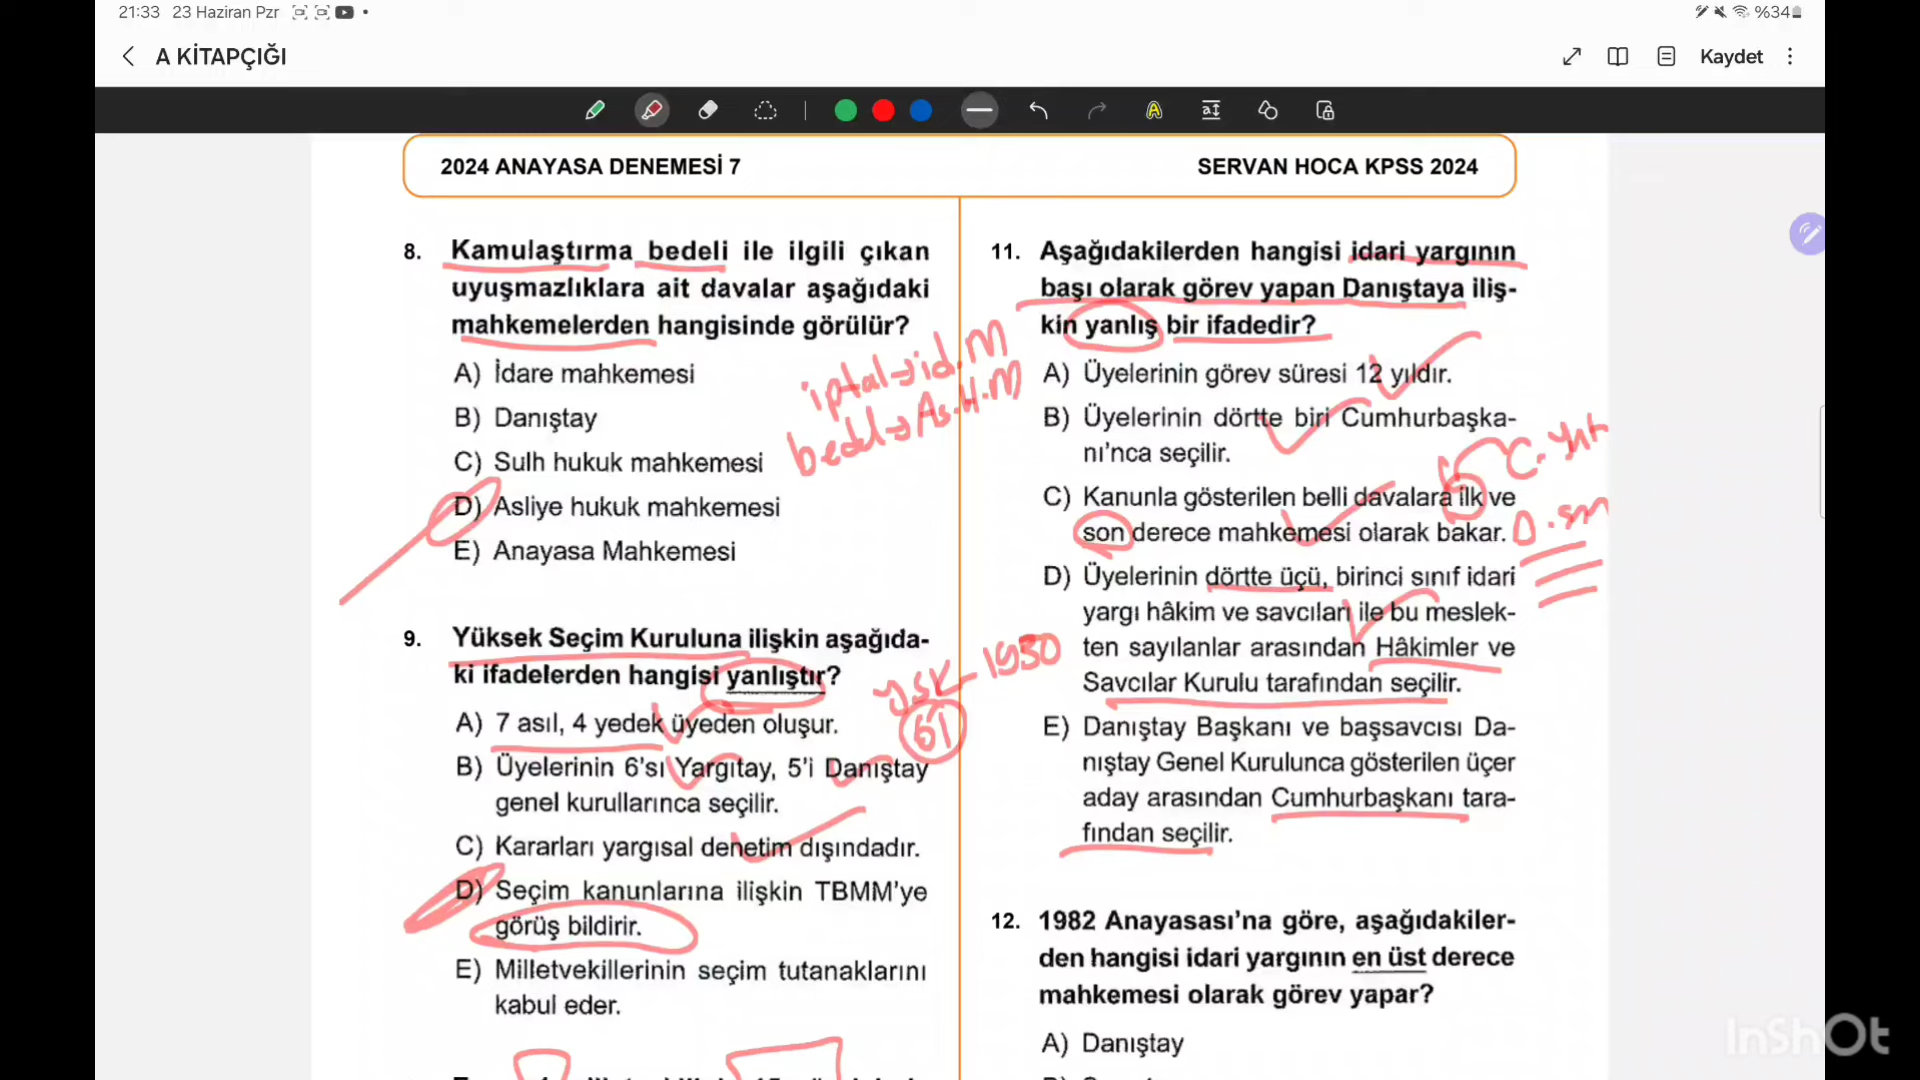 21:33 23 Haziran Pzr
%34
A KİTAPÇIĞI
Kaydet
2024 ANAYASA DENEMESİ 7
SERVAN HOCA KPSS 2024
8. Kamulaştırma bedeli ile ilgili çıkan
uyuşmazlıklara ait davalar aşağıdaki
mahkemelerden hangisinde görülür?
A) İdare mahkemesi
B) Danıştay
C) Sulh hukuk mahkemesi
D) Asliye hukuk mahkemesi
E) Anayasa Mahkemesi
iptal→id.M
bedel→As.H.M
9. Yüksek Seçim Kuruluna ilişkin aşağıda-
ki ifadelerden hangisi yanlıştır?
A) 7 asıl, 4 yedek üyeden oluşur.
B) Üyelerinin 6'sı Yargıtay, 5'i Danıştay
genel kurullarınca seçilir.
C) Kararları yargısal denetim dışındadır.
D) Seçim kanunlarına ilişkin TBMM'ye
görüş bildirir.
E) Milletvekillerinin seçim tutanaklarını
kabul eder.
YSK-1950
61
11. Aşağıdakilerden hangisi idari yargının
başı olarak görev yapan Danıştaya iliş-
kin yanlış bir ifadedir?
A) Üyelerinin görev süresi 12 yıldır.
B) Üyelerinin dörtte biri Cumhurbaşka-
nı'nca seçilir.
C) Kanunla gösterilen belli davalara ilk ve
son derece mahkemesi olarak bakar.
D) Üyelerinin dörtte üçü, birinci sınıf idari
yargı hâkim ve savcıları ile bu meslek-
ten sayılanlar arasından Hâkimler ve
Savcılar Kurulu tarafından seçilir.
E) Danıştay Başkanı ve başsavcısı Da-
nıştay Genel Kurulunca gösterilen üçer
aday arasından Cumhurbaşkanı tara-
fından seçilir.
12. 1982 Anayasası'na göre, aşağıdakiler-
den hangisi idari yargının en üst derece
mahkemesi olarak görev yapar?
A) Danıştay
InShOt